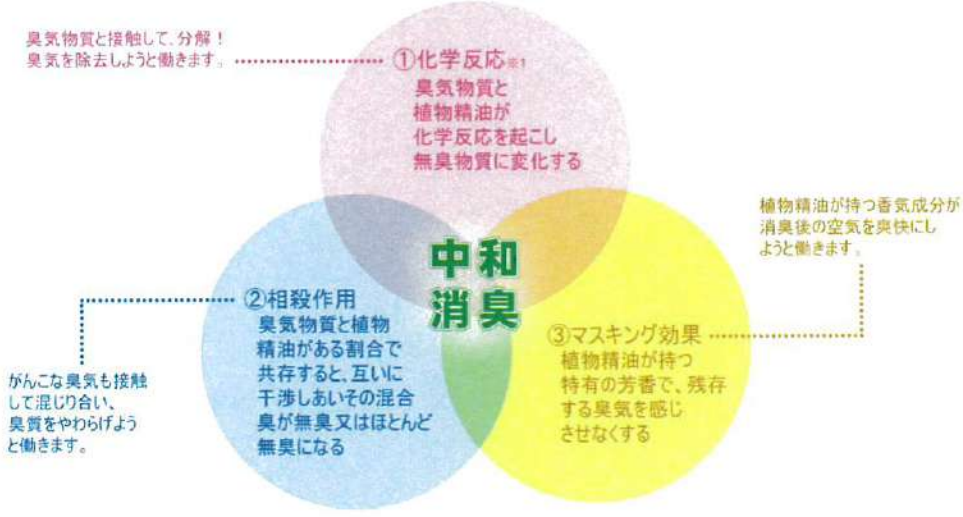 臭気物質と接触して、分解！
臭気を除去しようと働きます。
①化学反応※1
臭気物質と
植物精油が
化学反応を起こし
無臭物質に変化する
植物精油が持つ香気成分が
消臭後の空気を爽快にし
ようと働きます。
中和
消臭
②相殺作用
臭気物質と植物
精油がある割合で
共存すると、互いに
干渉しあいその混合
臭が無臭又はほとんど
無臭になる
③マスキング効果
植物精油が持つ
特有の芳香で、残存
する臭気を感じ
させなくする
がんこな臭気も接触
して混じり合い、
臭質をやわらげよう
と働きます。